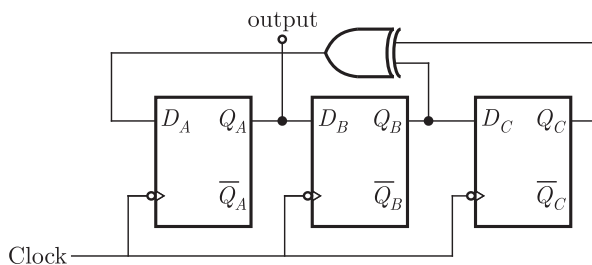 output
D_A Q_A D_B Q_B D_C Q_C
\overline{Q}_A \overline{Q}_B \overline{Q}_C
Clock